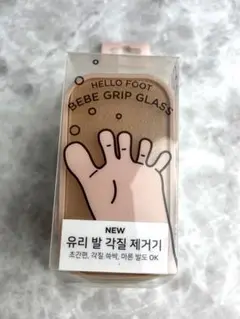 HELLO FOOT
BEBE GRIP GLASS
NEW
유리 발 각질 제거기
초간편, 각질 쓱싹, 마른 발도 OK